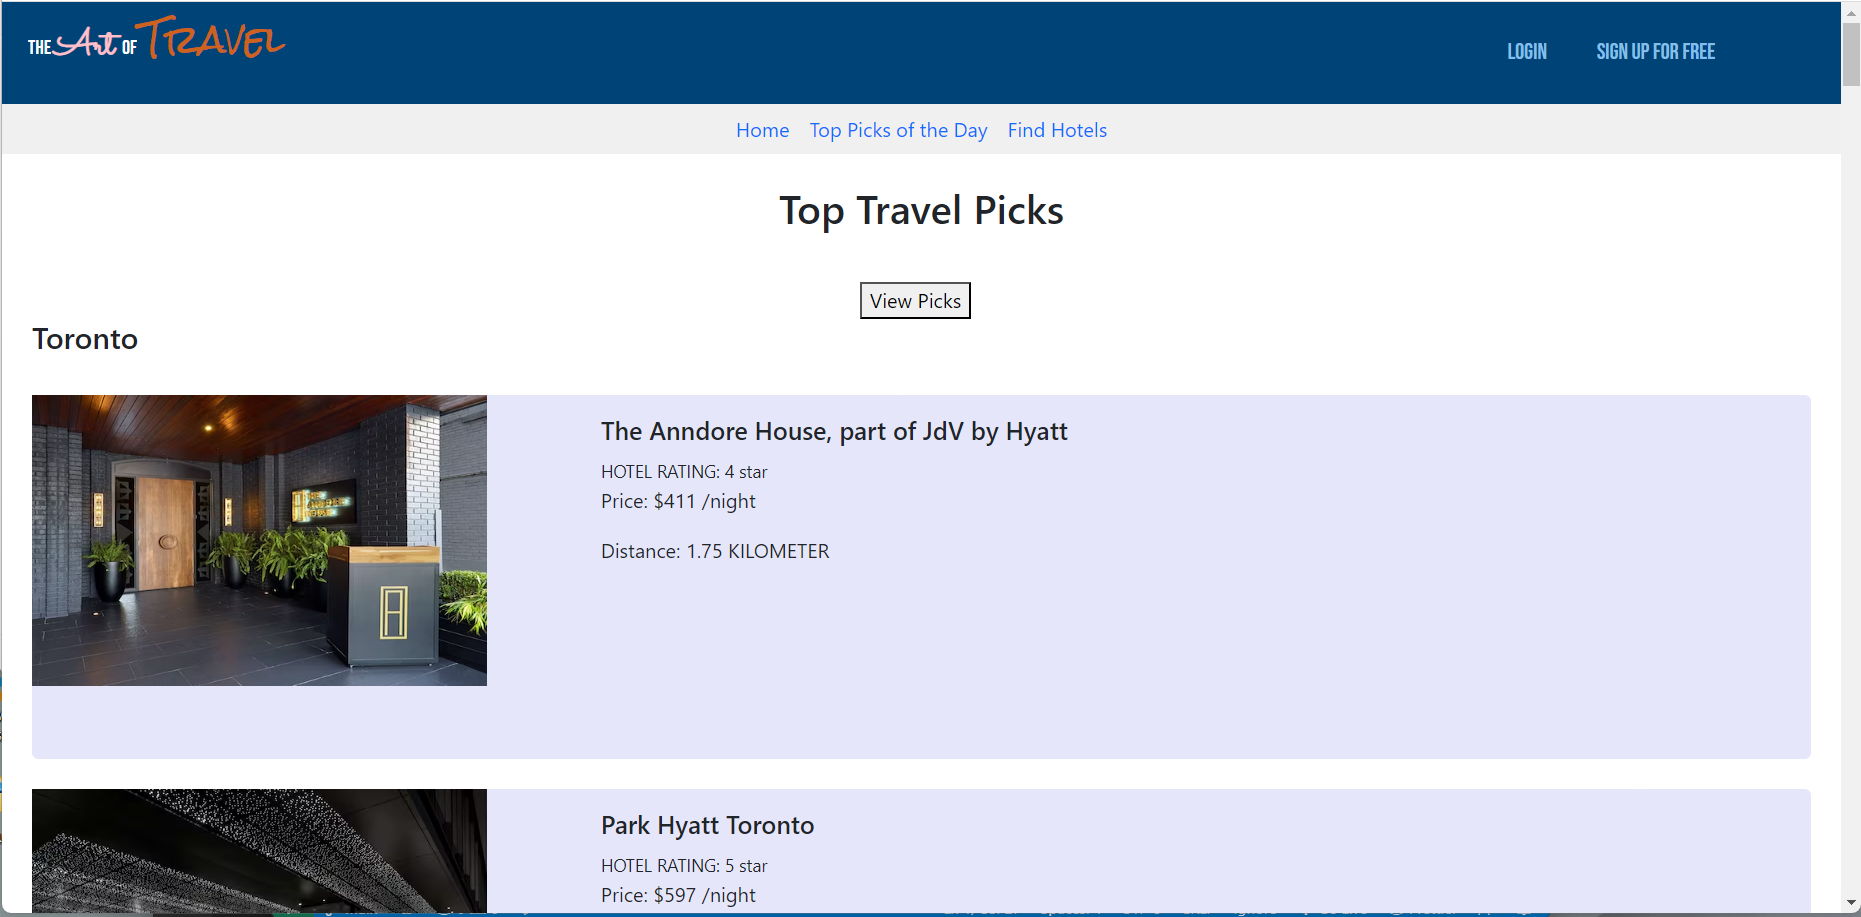 THE Art OF TRAVEL
LOGIN SIGN UP FOR FREE
Home Top Picks of the Day Find Hotels
Top Travel Picks
View Picks
Toronto
The Anndore House, part of JdV by Hyatt
HOTEL RATING: 4 star
Price: $411 /night
Distance: 1.75 KILOMETER
Park Hyatt Toronto
HOTEL RATING: 5 star
Price: $597 /night